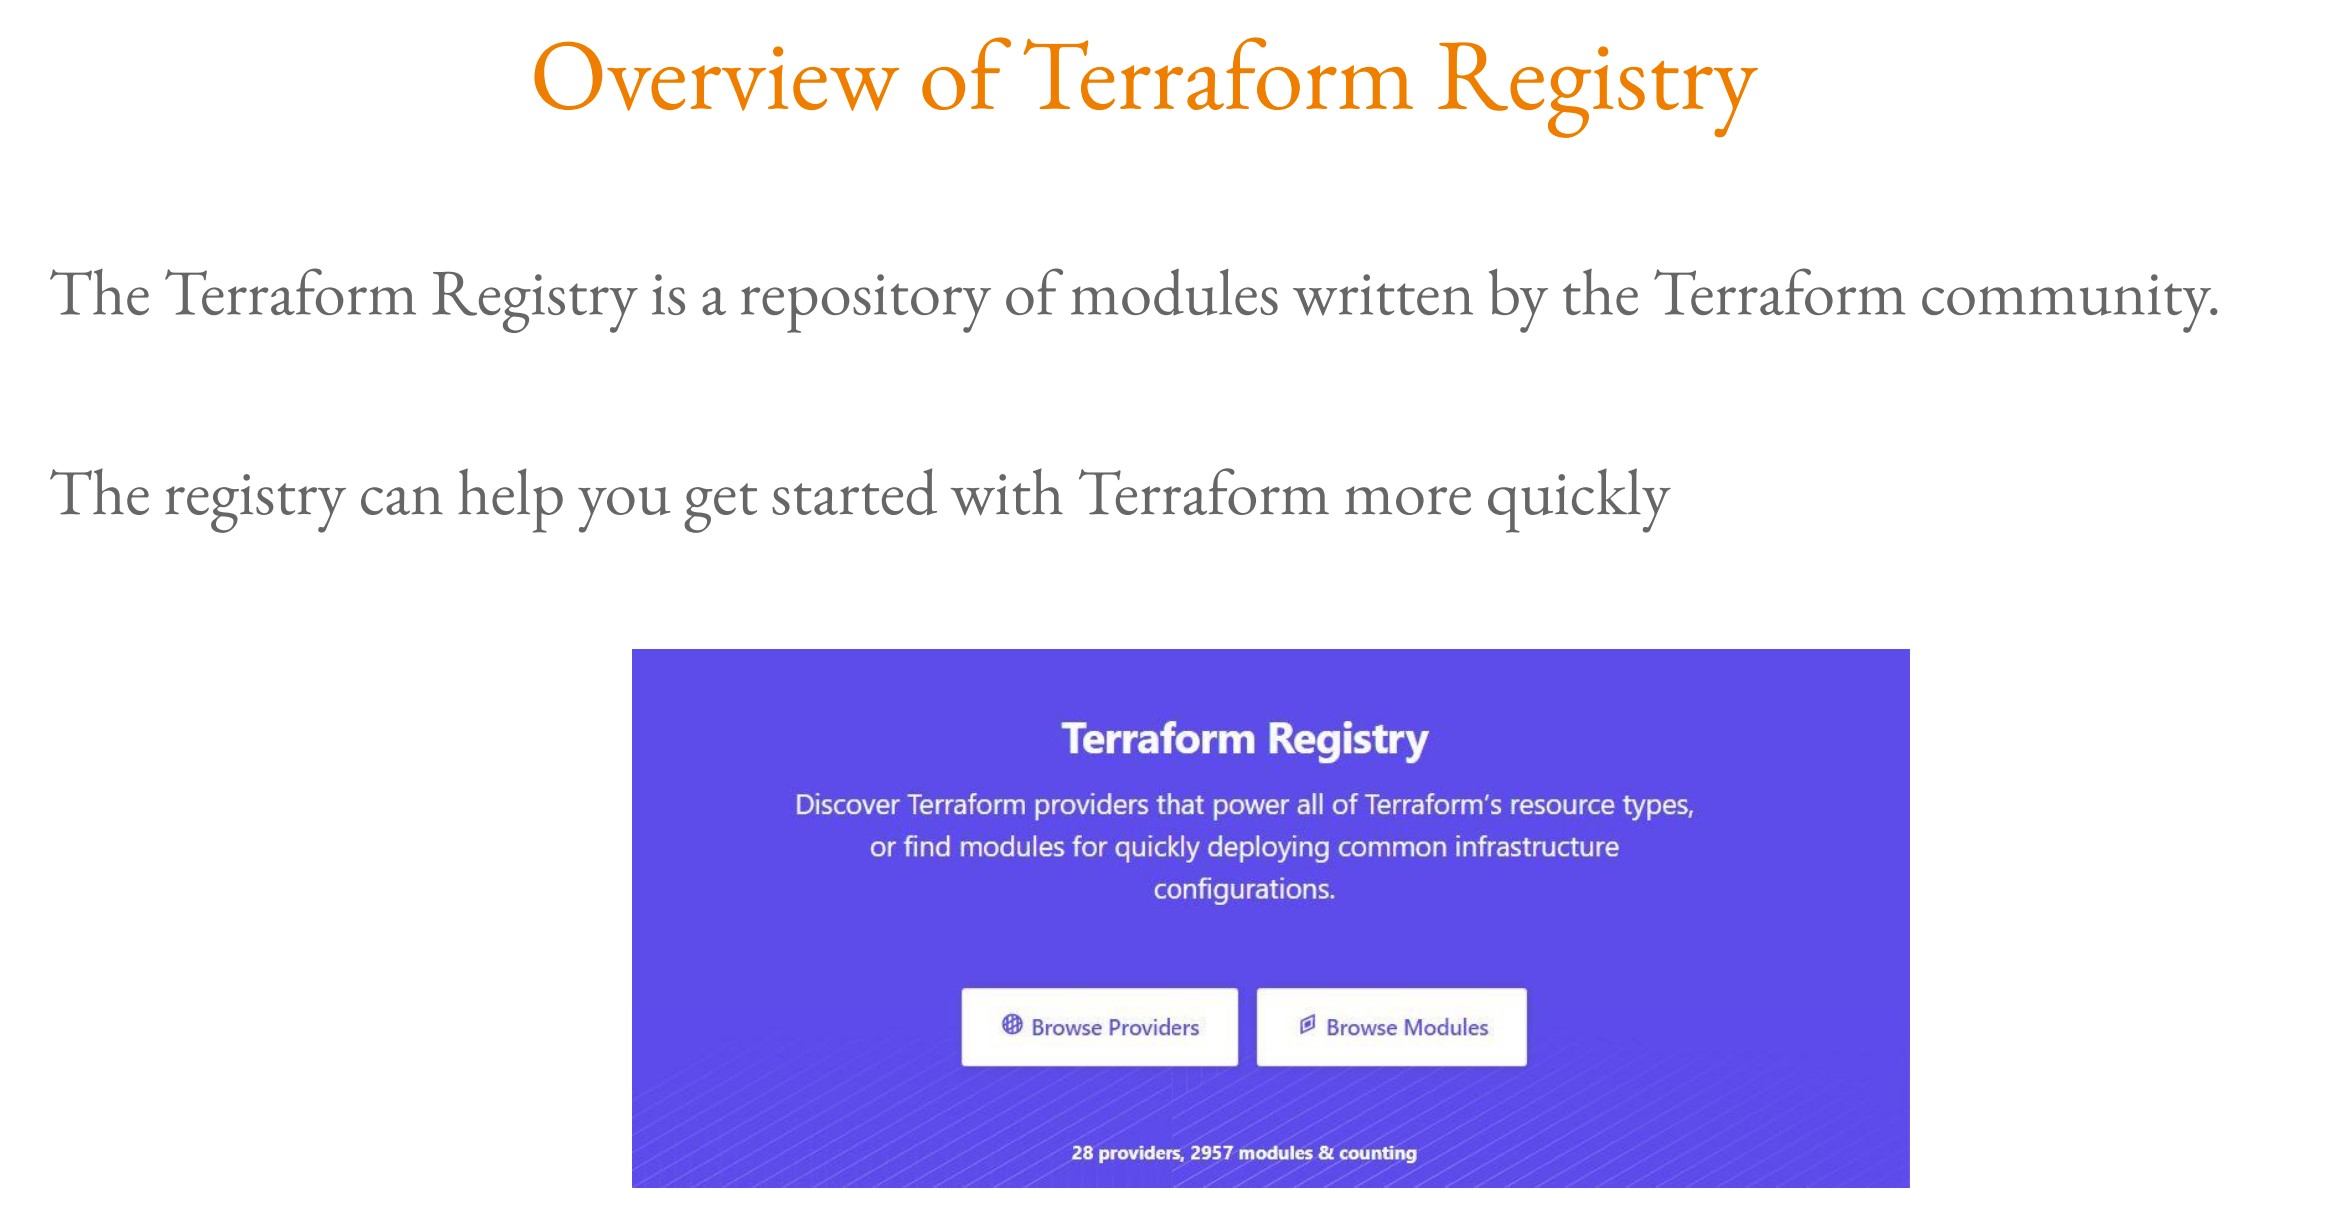 Overview of Terraform Registry
The Terraform Registry is a repository of modules written by the Terraform community.
The registry can help you get started with Terraform more quickly
Terraform Registry
Discover Terraform providers that power all of Terraform's resource types,
or find modules for quickly deploying common infrastructure
configurations.
Browse Providers
Browse Modules
28 providers, 2957 modules & counting